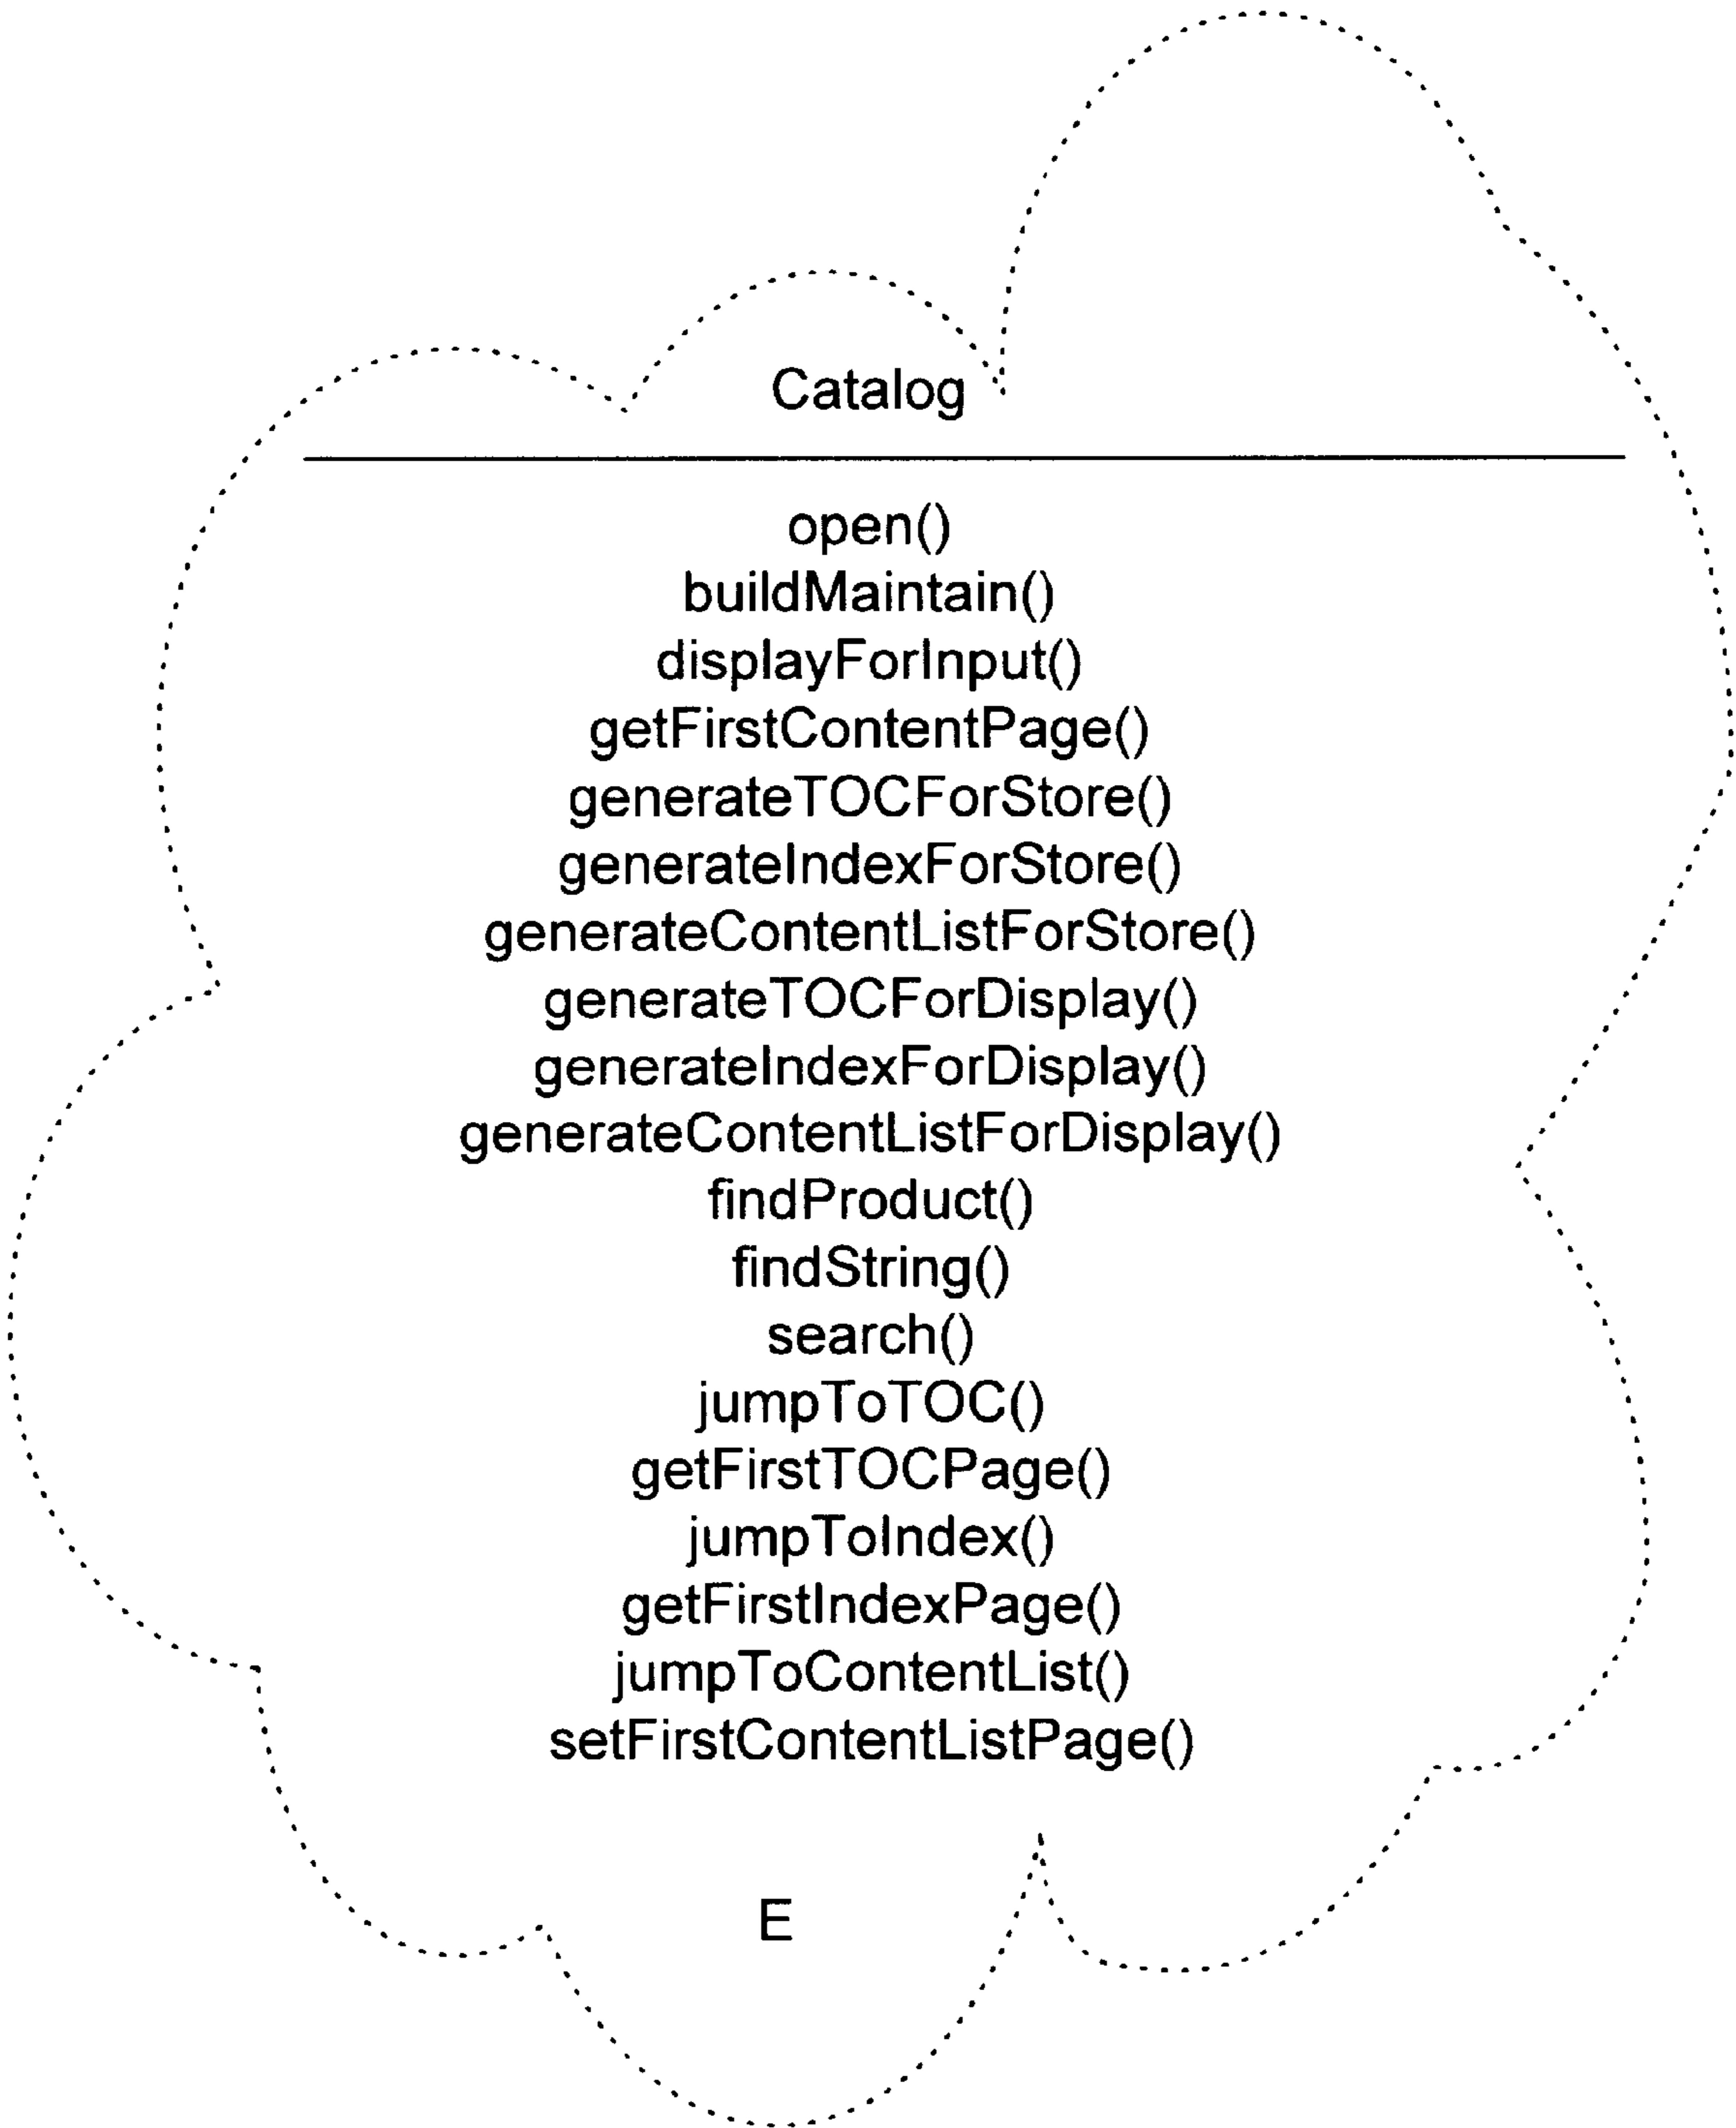 Catalog
open()
buildMaintain()
displayForInput()
getFirstContentPage()
generateTOCForStore()
generateIndexForStore()
generateContentListForStore()
generateTOCForDisplay()
generateIndexForDisplay()
generateContentListForDisplay()
findProduct()
findString()
search()
jumpToTOC()
getFirstTOCPage()
jumpToIndex()
getFirstIndexPage()
jumpToContentList()
setFirstContentListPage()
E